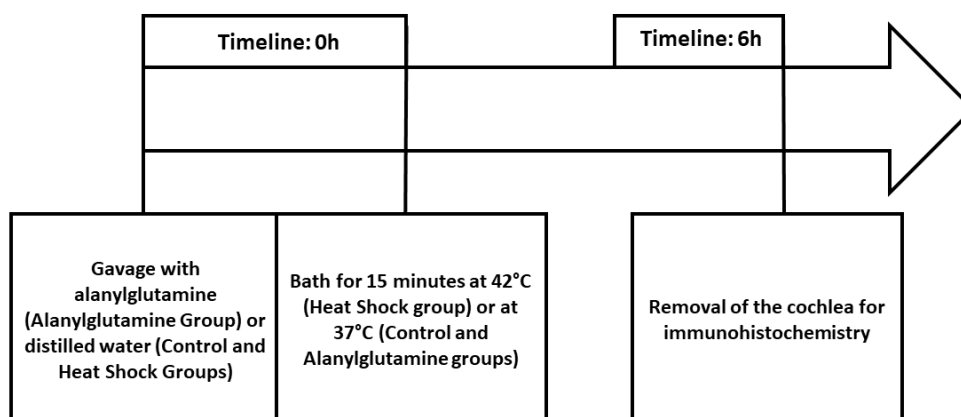 Timeline: 0h
Timeline: 6h
Gavage with
alanylglutamine
(Alanylglutamine Group) or
distilled water (Control and
Heat Shock Groups)
Bath for 15 minutes at 42°C
(Heat Shock group) or at
37°C (Control and
Alanylglutamine groups)
Removal of the cochlea for
immunohistochemistry